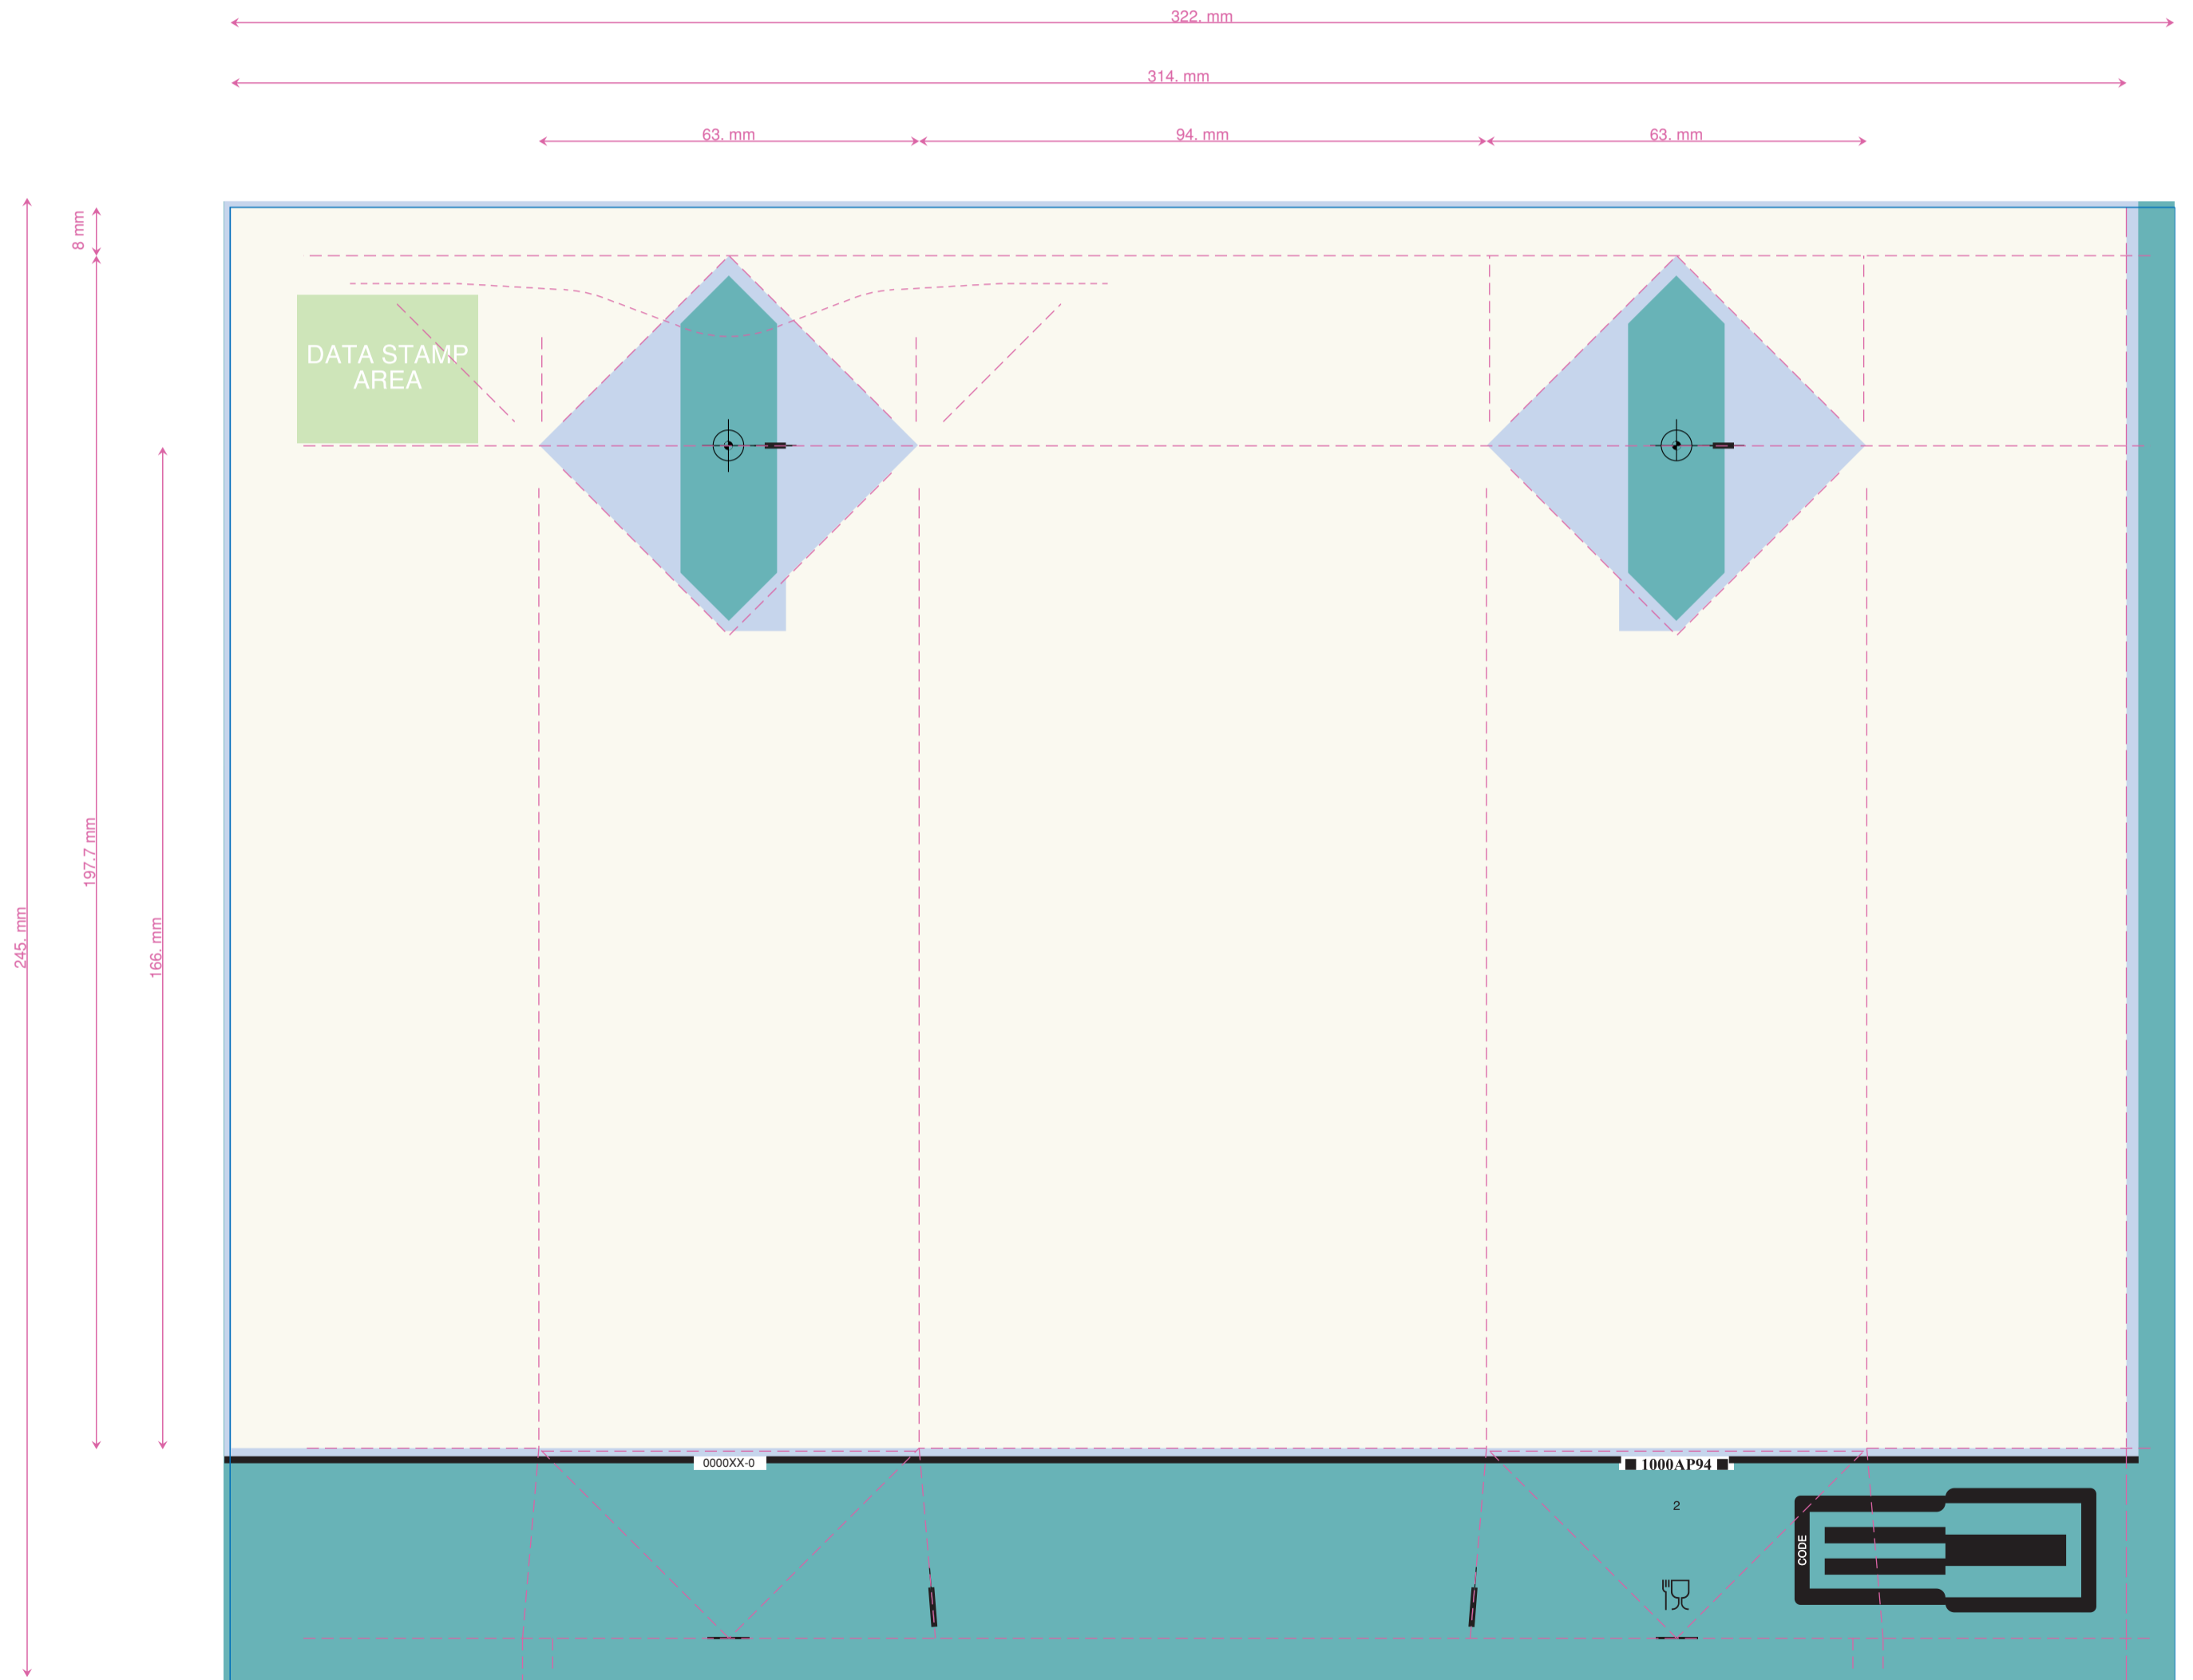 322. mm
314. mm
63. mm
94. mm
63. mm
8 mm
DATA STAMP
AREA
197.7 mm
245. mm
166. mm
0000XX-0
1000AP94
2
CODE